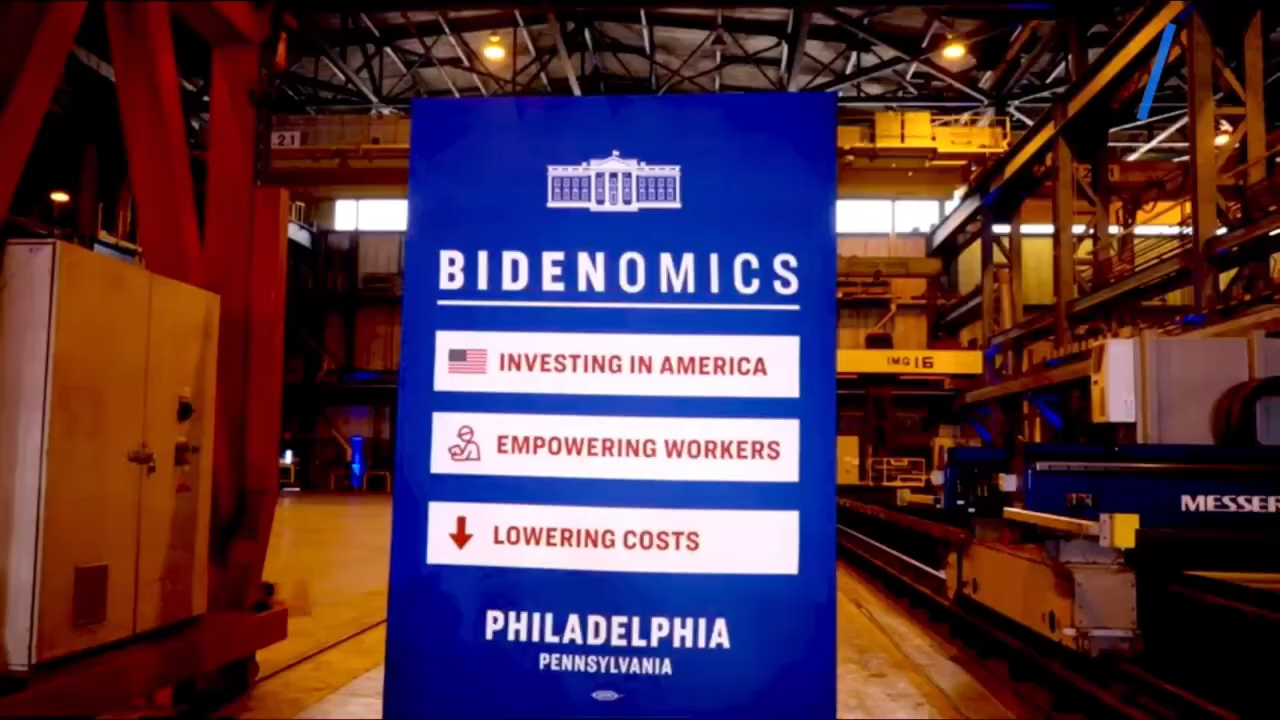 .21
BIDENOMICS
INVESTING IN AMERICA
IMG 16
EMPOWERING WORKERS
MESSER
LOWERING COSTS
PHILADELPHIA
PENNSYLVANIA